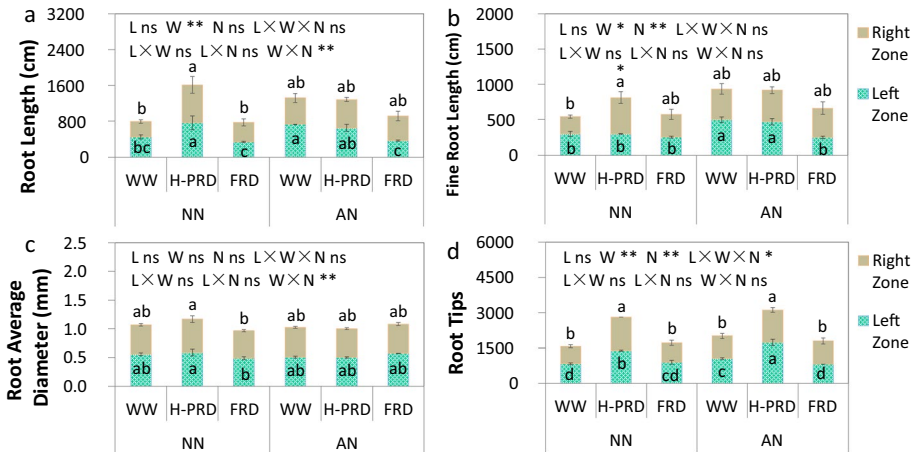 a
L ns W ** N ns L×W×N ns
L×W ns L×N ns W×N **
Root Length (cm)
3200
2400
1600
800
0
b a b ab ab ab
bc a c a ab c
WW H-PRD FRD WW H-PRD FRD
NN AN
b
L ns W * N ** L×W×N ns
L×W ns L×N ns W×N ns
Fine Root Length (cm)
2000
1500
1000
500
0
*
b a ab ab ab ab
b b b a a b
WW H-PRD FRD WW H-PRD FRD
NN AN
Right Zone
Left Zone
c
L ns W ns N ns L×W×N ns
L×W ns L×N ns W×N **
Root Average Diameter (mm)
2.5
2.0
1.5
1.0
0.5
0.0
ab a b ab ab ab
ab a b ab ab ab
WW H-PRD FRD WW H-PRD FRD
NN AN
d
L ns W ** N ** L×W×N *
L×W ns L×N ns W×N ns
Root Tips
6000
4500
3000
1500
0
b a b b a b
d b cd c a d
WW H-PRD FRD WW H-PRD FRD
NN AN
Right Zone
Left Zone